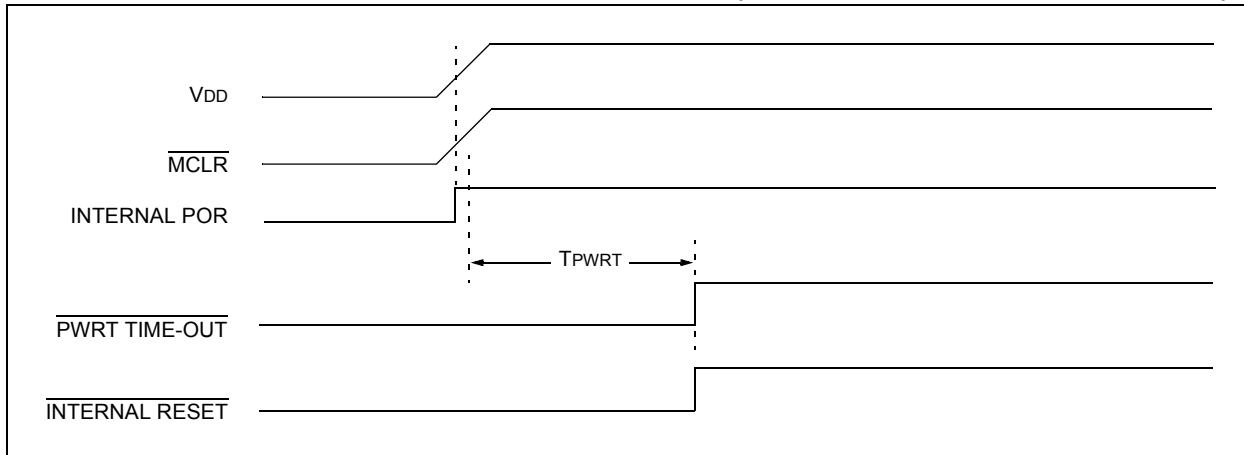 VDD
MCLR
INTERNAL POR
TPWRT
PWRT TIME-OUT
INTERNAL RESET